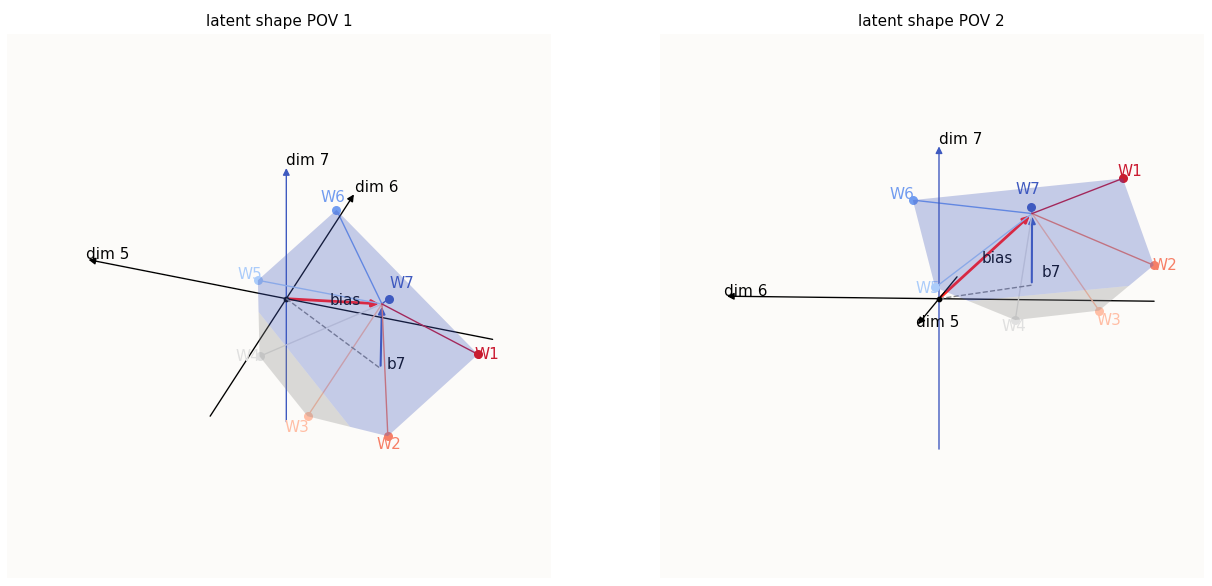 latent shape POV 1
dim 7
dim 6
W6
dim 5
W5
W7
bias
W4
W1
b7
W3
W2
latent shape POV 2
dim 7
W1
W6
W7
bias
W2
b7
W5
dim 6
dim 5
W4
W3